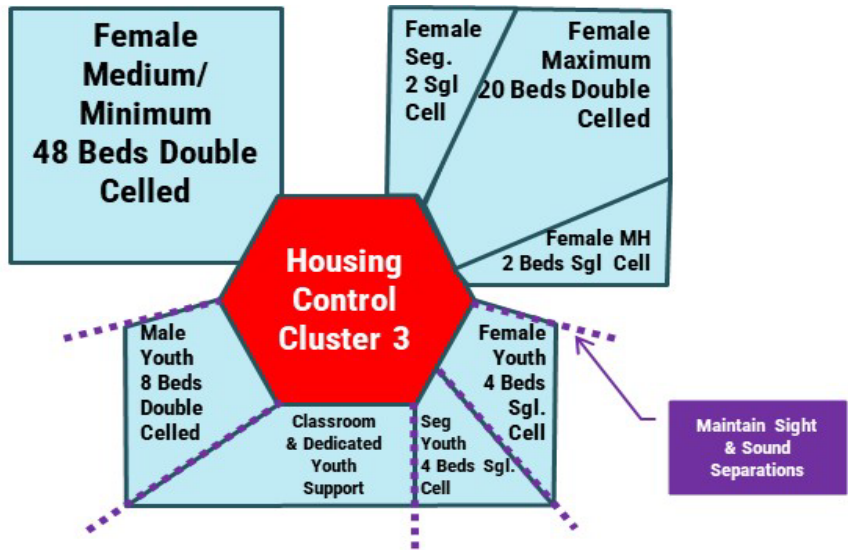 Female
Medium/
Minimum
48 Beds Double
Celled
Female
Seg.
2 Sgl
Cell
Female
Maximum
20 Beds Double
Celled
Female MH
2 Beds Sgl Cell
Housing
Control
Cluster 3
Male
Youth
8 Beds
Double
Celled
Classroom
& Dedicated
Youth
Support
Seg
Youth
4 Beds Sgl.
Cell
Female
Youth
4 Beds
Sgl.
Cell
Maintain Sight
& Sound
Separations